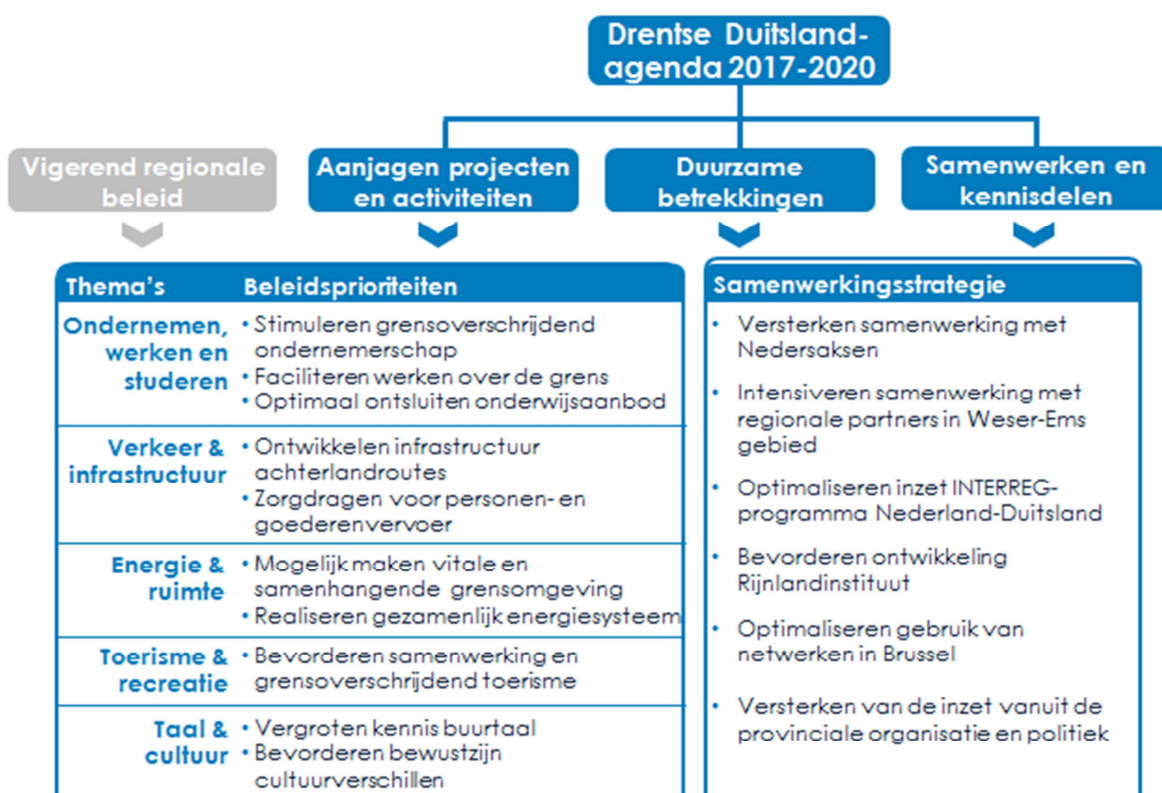 Drentse Duitsland-
agenda 2017-2020
Vigerend regionale
beleid
Aanjagen projecten
en activiteiten
Duurzame
betrekkingen
Samenwerken en
kennisdelen
Thema's
Beleidsprioriteiten
Ondernemen,
werken en
studeren
• Stimuleren grensoverschrijdend
ondernemerschap
• Faciliteren werken over de grens
• Optimaal ontsluiten onderwijsaanbod
Verkeer &
infrastructuur
• Ontwikkelen infrastructuur
achterlandroutes
• Zorgdragen voor personen- en
goederenvervoer
Energie &
ruimte
• Mogelijk maken vitale en
samenhangende grensomgeving
• Realiseren gezamenlijk energiesysteem
Toerisme &
recreatie
• Bevorderen samenwerking en
grensoverschrijdend toerisme
Taal &
cultuur
• Vergroten kennis buurtaal
• Bevorderen bewustzijn
cultuurverschillen
Samenwerkingsstrategie
• Versterken samenwerking met
Nedersaksen
• Intensiveren samenwerking met
regionale partners in Weser-Ems
gebied
• Optimaliseren inzet INTERREG-
programma Nederland-Duitsland
• Bevorderen ontwikkeling
Rijnlandinstituut
• Optimaliseren gebruik van
netwerken in Brussel
• Versterken van de inzet vanuit de
provinciale organisatie en politiek